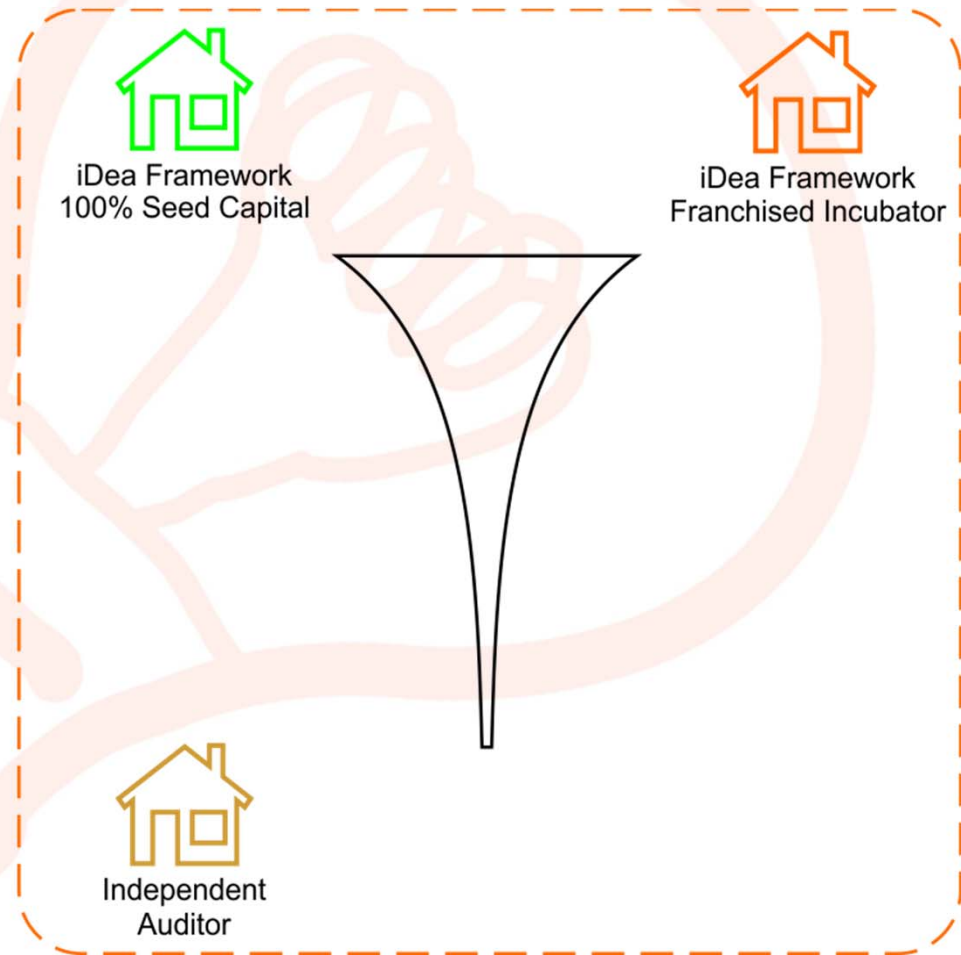 iDea Framework
100% Seed Capital
iDea Framework
Franchised Incubator
Independent
Auditor